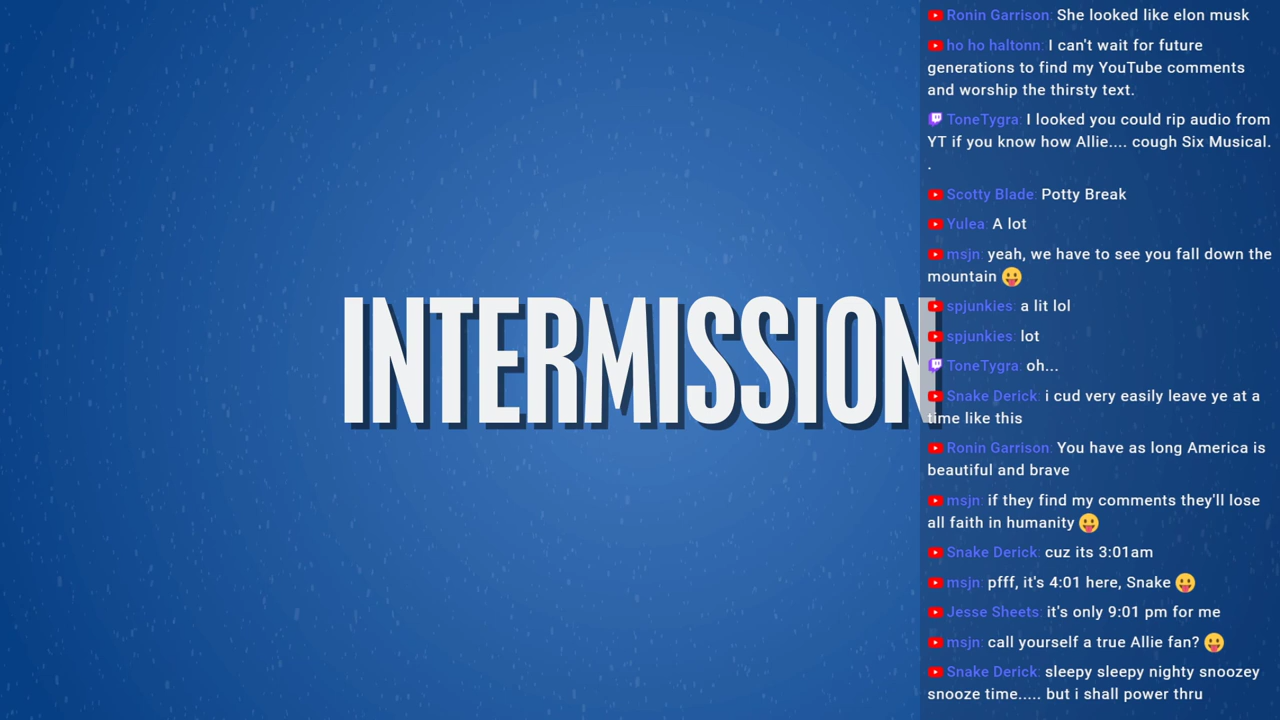 INTERMISSION
Ronin Garrison: She looked like elon musk
ho ho haltonn: I can't wait for future
generations to find my YouTube comments
and worship the thirsty text.
ToneTygra: I looked you could rip audio from
YT if you know how Allie.... cough Six Musical.
.
Scotty Blade: Potty Break
Yulea: A lot
msjn: yeah, we have to see you fall down the
mountain 😛
spjunkies: a lit lol
spjunkies: lot
ToneTygra: oh...
Snake Derick: i cud very easily leave ye at a
time like this
Ronin Garrison: You have as long America is
beautiful and brave
msjn: if they find my comments they'll lose
all faith in humanity 😛
Snake Derick: cuz its 3:01am
msjn: pfff, it's 4:01 here, Snake 😛
Jesse Sheets: it's only 9:01 pm for me
msjn: call yourself a true Allie fan? 😛
Snake Derick: sleepy sleepy nighty snoozey
snooze time..... but i shall power thru